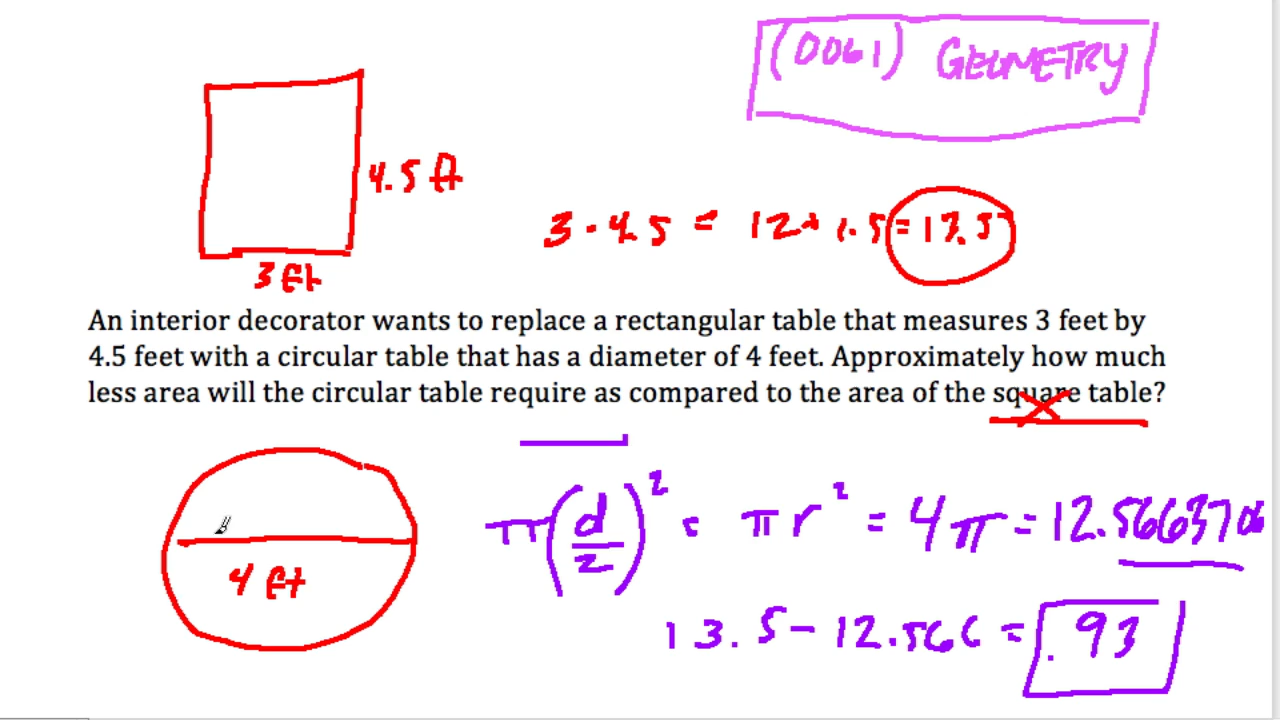 (0061) GEOMETRY
4.5 ft
3 · 4.5 = 12 + 1.5 = 13.5
3 ft
An interior decorator wants to replace a rectangular table that measures 3 feet by
4.5 feet with a circular table that has a diameter of 4 feet. Approximately how much
less area will the circular table require as compared to the area of the square table?
π(d/2)² = πr² = 4π = 12.5663706
4 ft
13.5 - 12.566 = .93